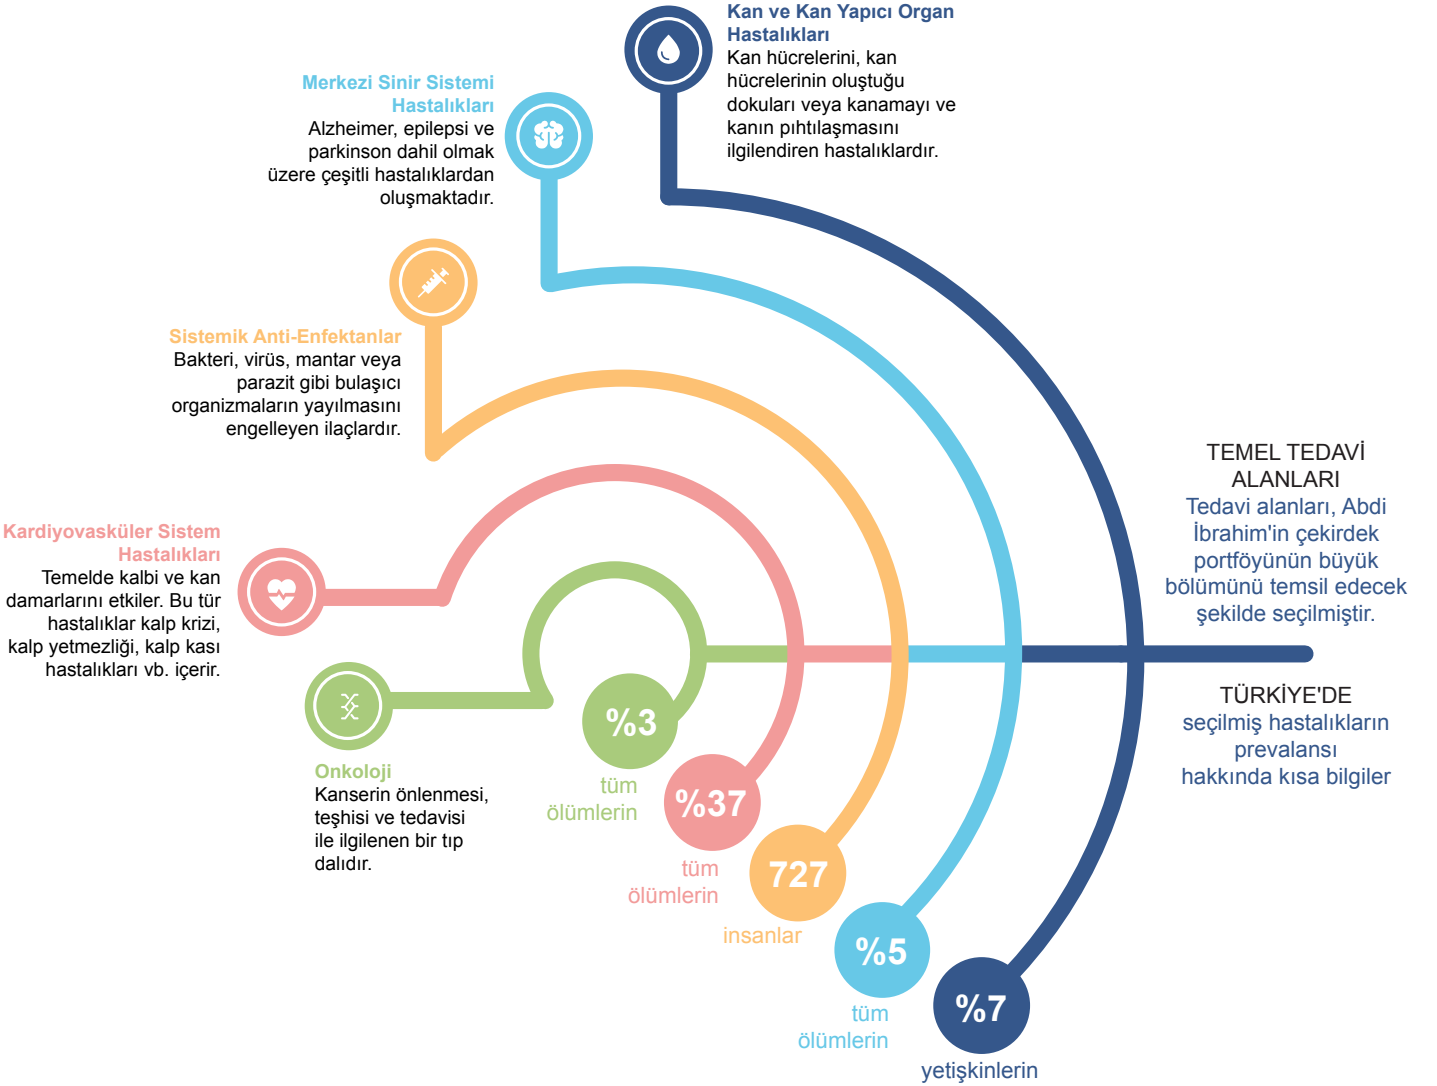 Kan ve Kan Yapıcı Organ
Hastalıkları
Kan hücrelerini, kan
hücrelerinin oluştuğu
dokuları veya kanamayı ve
kanın pıhtılaşmasını
ilgilendiren hastalıklardır.
Merkezi Sinir Sistemi
Hastalıkları
Alzheimer, epilepsi ve
parkinson dahil olmak
üzere çeşitli hastalıklardan
oluşmaktadır.
Sistemik Anti-Enfektanlar
Bakteri, virüs, mantar veya
parazit gibi bulaşıcı
organizmaların yayılmasını
engelleyen ilaçlardır.
Kardiyovasküler Sistem
Hastalıkları
Temelde kalbi ve kan
damarlarını etkiler. Bu tür
hastalıklar kalp krizi,
kalp yetmezliği, kalp kası
hastalıkları vb. içerir.
Onkoloji
Kanserin önlenmesi,
teşhisi ve tedavisi
ile ilgilenen bir tıp
dalıdır.
%3
tüm
ölümlerin
%37
tüm
ölümlerin
727
insanlar
%5
tüm
ölümlerin
%7
yetişkinlerin
TEMEL TEDAVİ
ALANLARI
Tedavi alanları, Abdi
İbrahim'in çekirdek
portföyünün büyük
bölümünü temsil edecek
şekilde seçilmiştir.
TÜRKİYE'DE
seçilmiş hastalıkların
prevalansı
hakkında kısa bilgiler